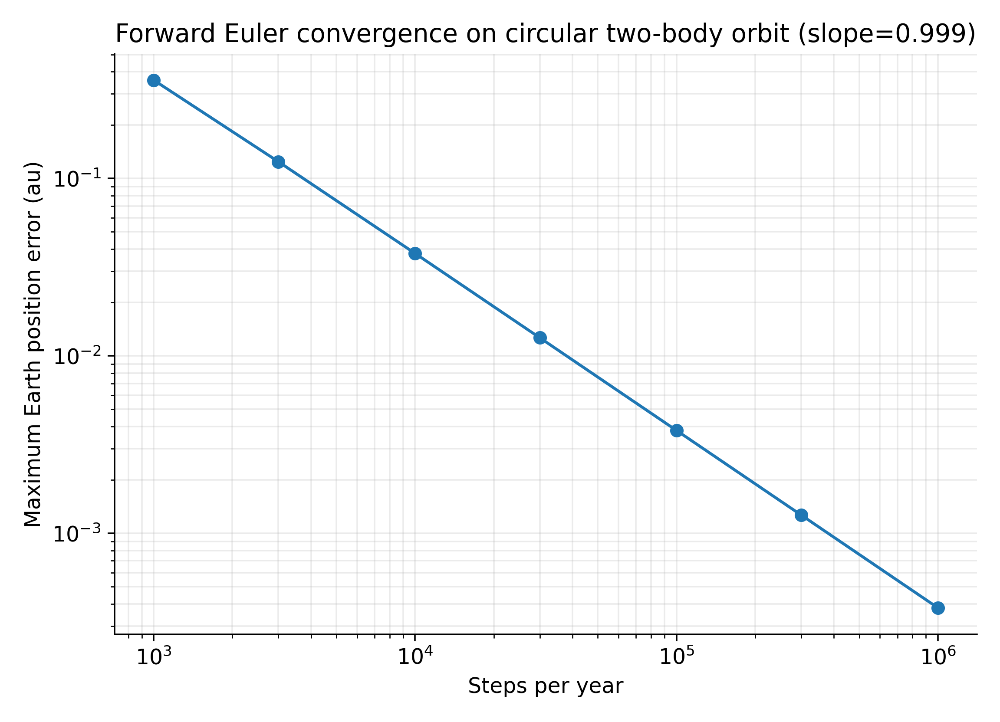 Forward Euler convergence on circular two-body orbit (slope=0.999)
Maximum Earth position error (au)
10⁻¹
10⁻²
10⁻³
10³ 10⁴ 10⁵ 10⁶
Steps per year